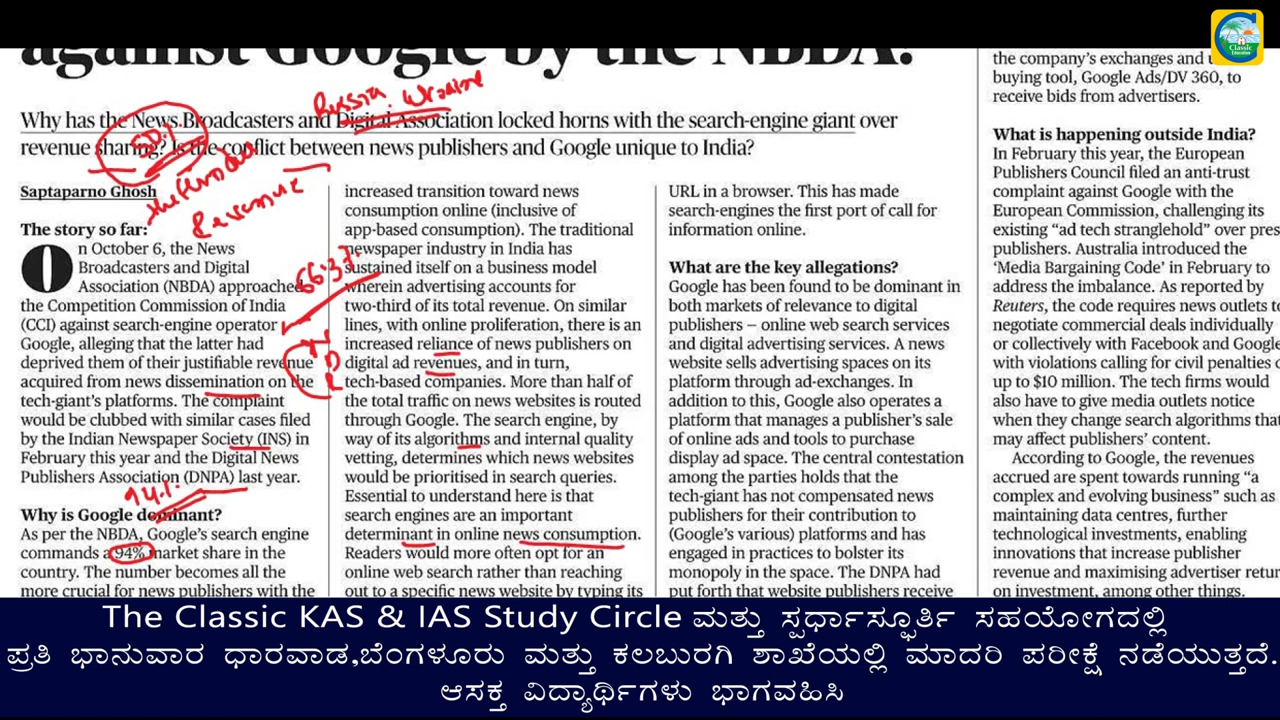 against Google by the NBDA?
Why has the News Broadcasters and Digital Association locked horns with the search-engine giant over
revenue sharing? Is the conflict between news publishers and Google unique to India?
Russia Ukraine
50%
Revenue
Saptaparno Ghosh
The story so far:
On October 6, the News
Broadcasters and Digital
Association (NBDA) approached
the Competition Commission of India
(CCI) against search-engine operator
Google, alleging that the latter had
deprived them of their justifiable revenue
acquired from news dissemination on the
tech-giant's platforms. The complaint
would be clubbed with similar cases filed
by the Indian Newspaper Society (INS) in
February this year and the Digital News
Publishers Association (DNPA) last year.
94%
Why is Google dominant?
As per the NBDA, Google's search engine
commands a 94% market share in the
country. The number becomes all the
more crucial for news publishers with the
66.37.
increased transition toward news
consumption online (inclusive of
app-based consumption). The traditional
newspaper industry in India has
sustained itself on a business model
wherein advertising accounts for
two-third of its total revenue. On similar
lines, with online proliferation, there is an
increased reliance of news publishers on
digital ad revenues, and in turn,
tech-based companies. More than half of
the total traffic on news websites is routed
through Google. The search engine, by
way of its algorithms and internal quality
vetting, determines which news websites
would be prioritised in search queries.
Essential to understand here is that
search engines are an important
determinant in online news consumption.
Readers would more often opt for an
online web search rather than reaching
out to a specific news website by typing its
URL in a browser. This has made
search-engines the first port of call for
information online.
What are the key allegations?
Google has been found to be dominant in
both markets of relevance to digital
publishers – online web search services
and digital advertising services. A news
website sells advertising spaces on its
platform through ad-exchanges. In
addition to this, Google also operates a
platform that manages a publisher's sale
of online ads and tools to purchase
display ad space. The central contestation
among the parties holds that the
tech-giant has not compensated news
publishers for their contribution to
(Google's various) platforms and has
engaged in practices to bolster its
monopoly in the space. The DNPA had
put forth that website publishers receive
the company's exchanges and
buying tool, Google Ads/DV 360, to
receive bids from advertisers.
What is happening outside India?
In February this year, the European
Publishers Council filed an anti-trust
complaint against Google with the
European Commission, challenging its
existing "ad tech stranglehold" over pres
publishers. Australia introduced the
'Media Bargaining Code' in February to
address the imbalance. As reported by
Reuters, the code requires news outlets to
negotiate commercial deals individually
or collectively with Facebook and Google
with violations calling for civil penalties o
up to $10 million. The tech firms would
also have to give media outlets notice
when they change search algorithms that
may affect publishers' content.
According to Google, the revenues
accrued are spent towards running "a
complex and evolving business" such as
maintaining data centres, further
technological investments, enabling
innovations that increase publisher
revenue and maximising advertiser retur
on investment, among other things.
Classic
Education
The Classic KAS & IAS Study Circle ಮತ್ತು ಸ್ಪರ್ಧಾಸ್ಫೂರ್ತಿ ಸಹಯೋಗದಲ್ಲಿ
ಪ್ರತಿ ಭಾನುವಾರ ಧಾರವಾಡ,ಬೆಂಗಳೂರು ಮತ್ತು ಕಲಬುರಗಿ ಶಾಖೆಯಲ್ಲಿ ಮಾದರಿ ಪರೀಕ್ಷೆ ನಡೆಯುತ್ತದೆ.
ಆಸಕ್ತ ವಿದ್ಯಾರ್ಥಿಗಳು ಭಾಗವಹಿಸಿ